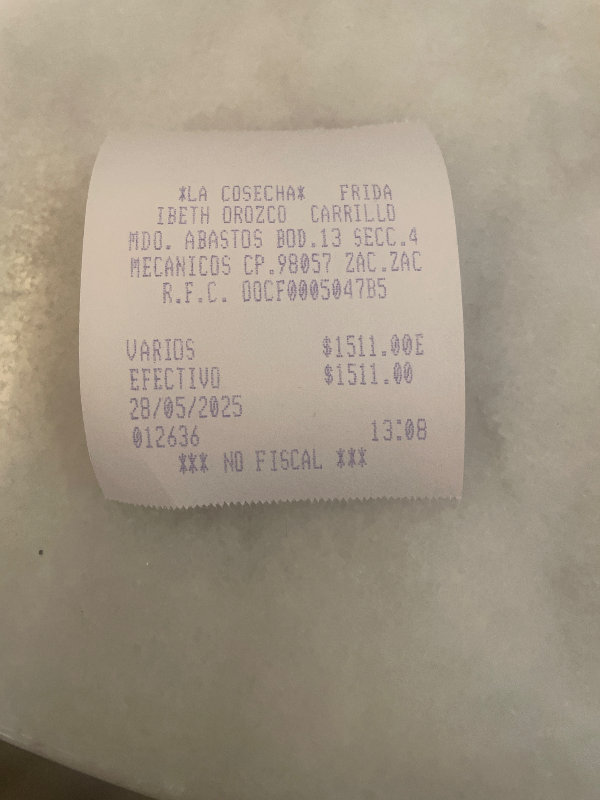 *LA COSECHA* FRIDA
IBETH OROZCO CARRILLO
MDO. ABASTOS BOD.13 SECC.4
MECANICOS CP.98057 ZAC.ZAC
R.F.C. OOCF0005047B5
VARIOS $1511.00E
EFECTIVO $1511.00
28/05/2025
012636 13:08
*** NO FISCAL ***